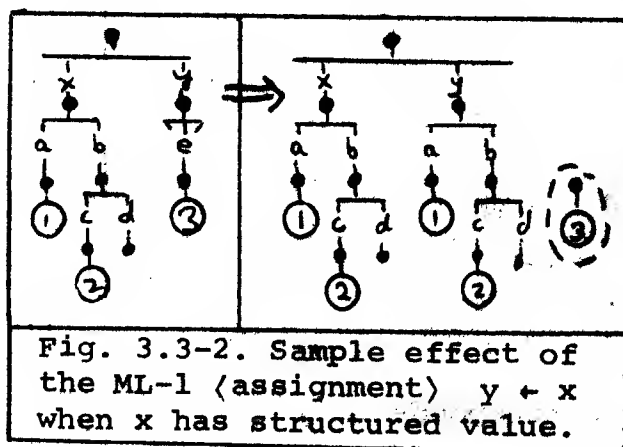 x y x y
a b e a b a b
1 c d 3 1 c d 1 c d 3
2 2 2
Fig. 3.3-2. Sample effect of
the ML-1 ⟨assignment⟩ y ← x
when x has structured value.